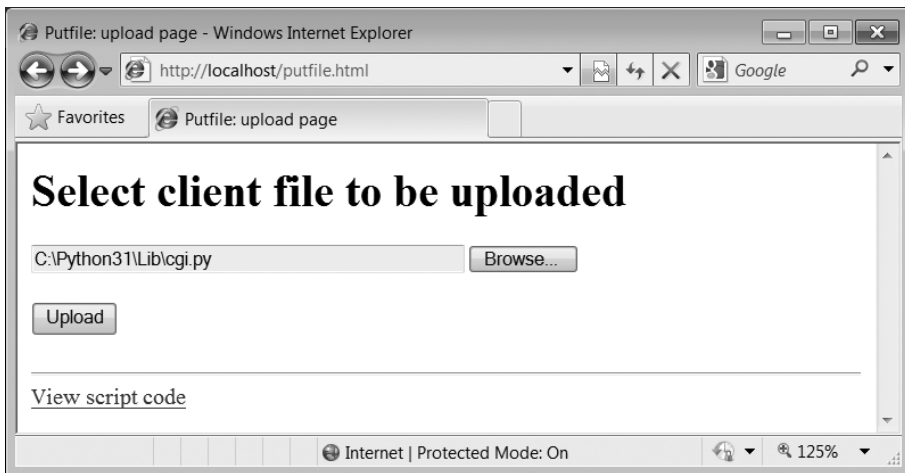 Putfile: upload page - Windows Internet Explorer
http://localhost/putfile.html
Google
Favorites
Putfile: upload page
Select client file to be uploaded
C:\Python31\Lib\cgi.py
Browse...
Upload
View script code
Internet | Protected Mode: On
125%